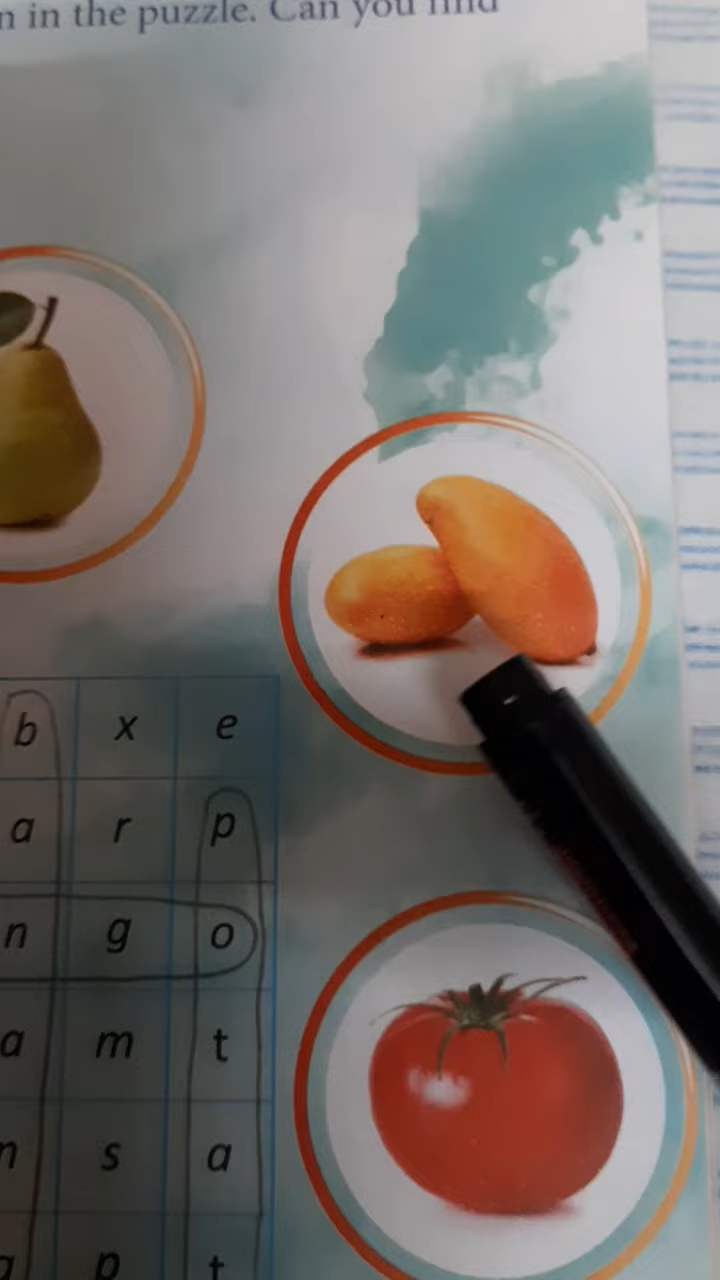 n in the puzzle. Can you find
b x e
a r p
n g o
a m t
n s a
p t